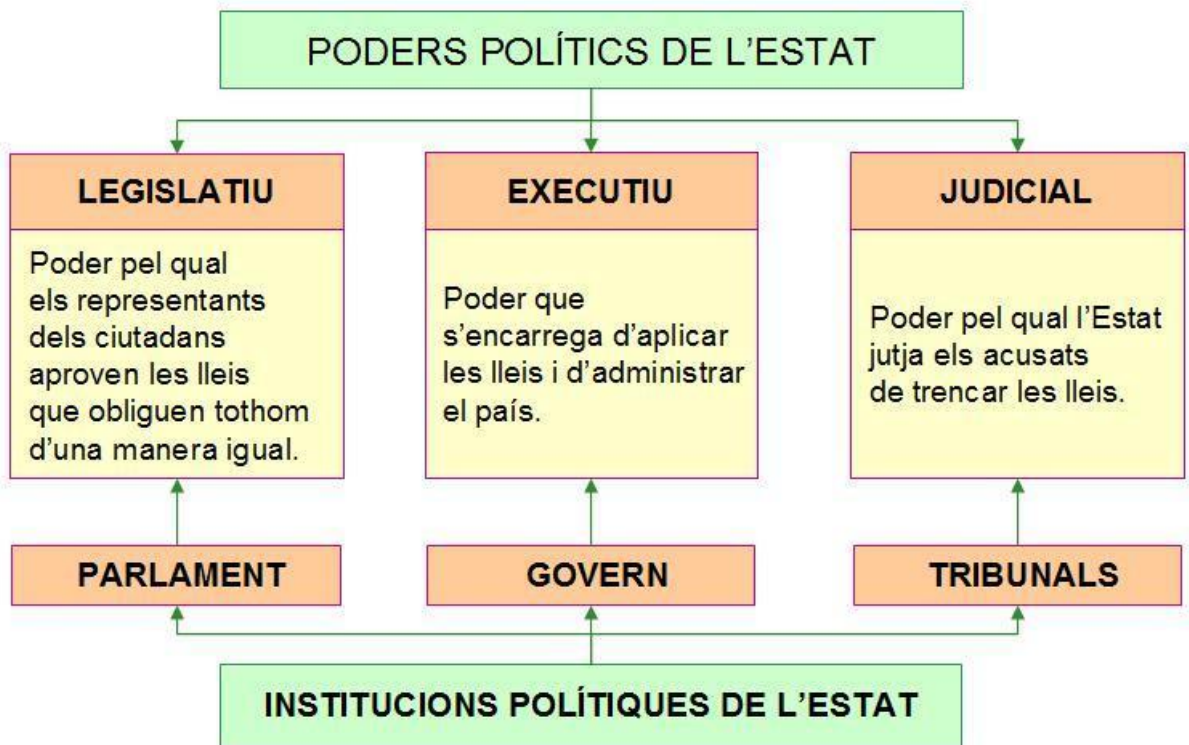 PODERS POLÍTICS DE L’ESTAT
LEGISLATIU
Poder pel qual
els representants
dels ciutadans
aproven les lleis
que obliguen tothom
d’una manera igual.
EXECUTIU
Poder que
s’encarrega d’aplicar
les lleis i d’administrar
el país.
JUDICIAL
Poder pel qual l’Estat
jutja els acusats
de trencar les lleis.
PARLAMENT
GOVERN
TRIBUNALS
INSTITUCIONS POLÍTIQUES DE L’ESTAT